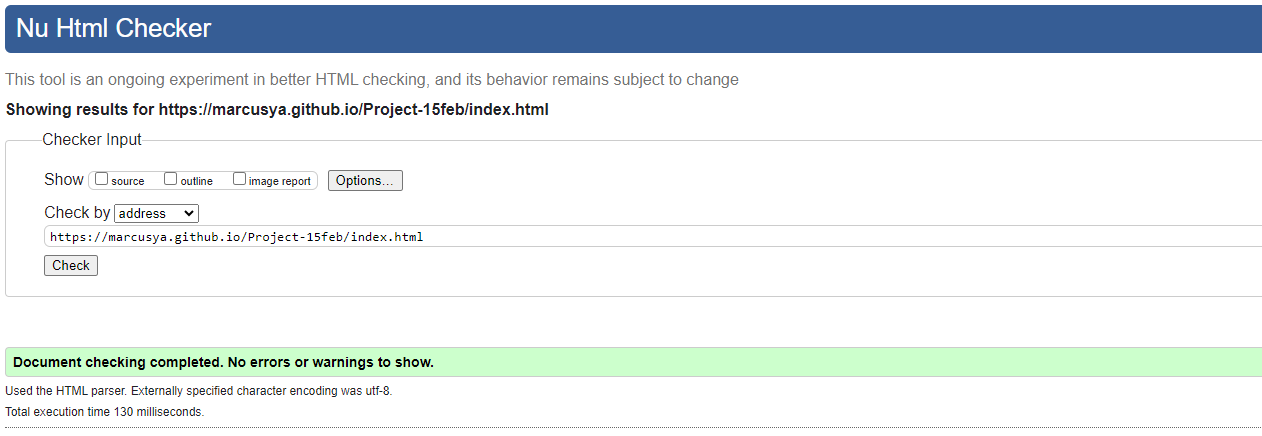 Nu Html Checker
This tool is an ongoing experiment in better HTML checking, and its behavior remains subject to change
Showing results for https://marcusya.github.io/Project-15feb/index.html
Checker Input
Show source outline image report Options...
Check by address
https://marcusya.github.io/Project-15feb/index.html
Check
Document checking completed. No errors or warnings to show.
Used the HTML parser. Externally specified character encoding was utf-8.
Total execution time 130 milliseconds.